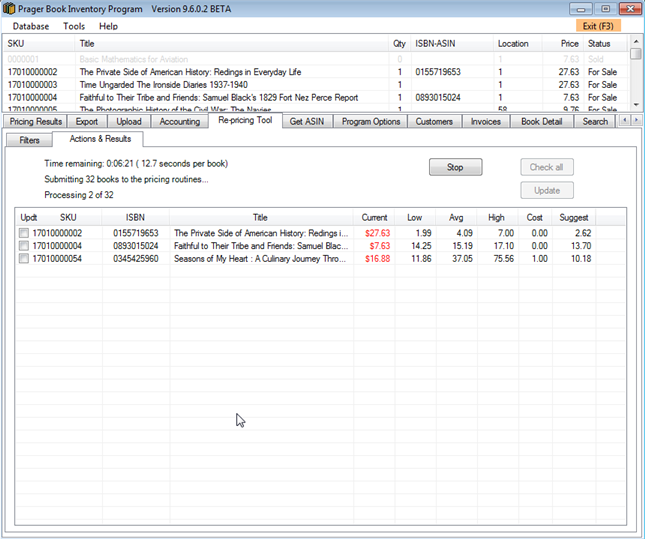 Prager Book Inventory Program Version 9.6.0.2 BETA
Database Tools Help Exit (F3)
SKU Title Qty ISBN-ASIN Location Price Status
0000001 Basic Mathematics for Aviation 0 1 7.63 Sold
17010000002 The Private Side of American History: Redings in Everyday Life 1 0155719653 1 27.63 For Sale
17010000003 Time Ungarded The Ironside Diaries 1937-1940 1 1 27.63 For Sale
17010000004 Faithful to Their Tribe and Friends: Samuel Black's 1829 Fort Nez Perce Report 1 0893015024 1 7.63 For Sale
17010000005 The Photographic History of the Civil War: The Navies 1 58 9.76 For Sale
Pricing Results Export Upload Accounting Re-pricing Tool Get ASIN Program Options Customers Invoices Book Detail Search
Filters Actions & Results
Time remaining: 0:06:21 ( 12.7 seconds per book) Stop Check all
Submitting 32 books to the pricing routines...
Processing 2 of 32 Update
Updt SKU ISBN Title Current Low Avg High Cost Suggest
17010000002 0155719653 The Private Side of American History: Redings i... $27.63 1.99 4.09 7.00 0.00 2.62
17010000004 0893015024 Faithful to Their Tribe and Friends: Samuel Blac... $7.63 14.25 15.19 17.10 0.00 13.70
17010000054 0345425960 Seasons of My Heart : A Culinary Journey Thro... $16.88 11.86 37.05 75.56 1.00 10.18